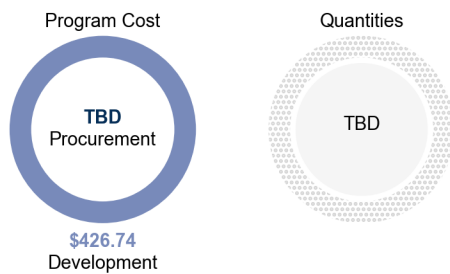 Program Cost
TBD
Procurement
$426.74
Development
Quantities
TBD